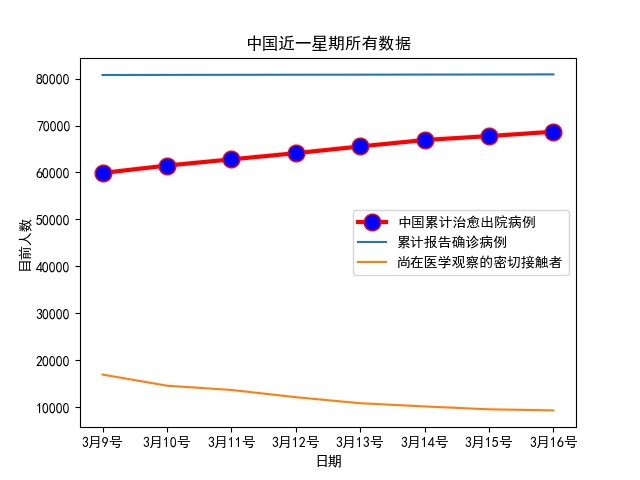 中国近一星期所有数据
目前人数
80000
70000
60000
50000
40000
30000
20000
10000
中国累计治愈出院病例
累计报告确诊病例
尚在医学观察的密切接触者
3月9号 3月10号 3月11号 3月12号 3月13号 3月14号 3月15号 3月16号
日期